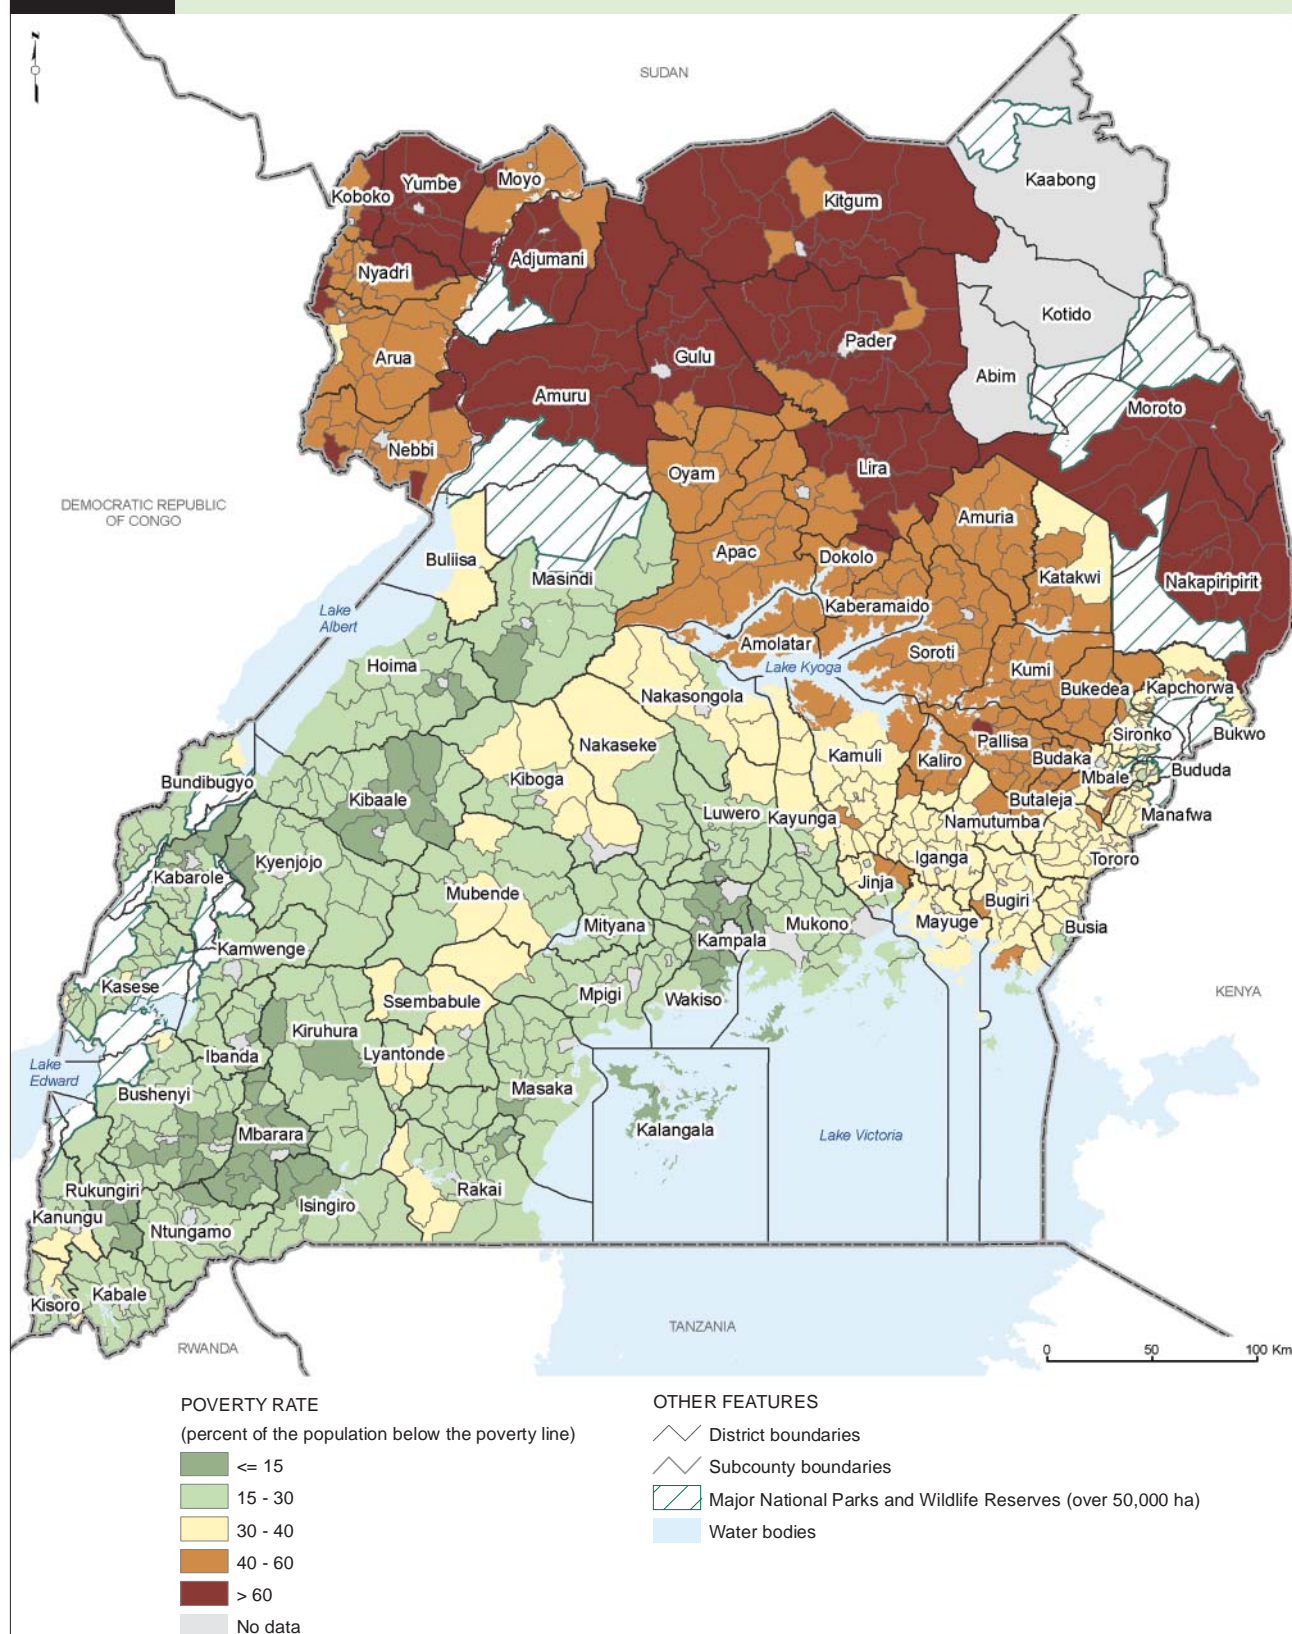 N
SUDAN
Kaabong
Koboko
Yumbe
Moyo
Kitgum
Nyadri
Adjumani
Kotido
Arua
Gulu
Pader
Abim
Amuru
Moroto
Nebbi
Oyam
Lira
DEMOCRATIC REPUBLIC
OF CONGO
Amuria
Buliisa
Masindi
Apac
Dokolo
Katakwi
Nakapiripirit
Lake
Albert
Kaberamaido
Amolatar
Soroti
Hoima
Lake Kyoga
Kumi
Nakasongola
Bukedea
Kapchorwa
Nakaseke
Kamuli
Kaliro
Pallisa
Sironko
Bukwo
Kiboga
Budaka
Mbale
Bududa
Bundibugyo
Kibaale
Luwero
Kayunga
Butaleja
Manafwa
Namutumba
Kyenjojo
Iganga
Tororo
Kabarole
Mubende
Jinja
Bugiri
Kamwenge
Mityana
Kampala
Mukono
Mayuge
Busia
Kasese
Ssembabule
Mpigi
Wakiso
KENYA
Kiruhura
Lake
Edward
Ibanda
Lyantonde
Bushenyi
Masaka
Mbarara
Kalangala
Lake Victoria
Rukungiri
Isingiro
Rakai
Kanungu
Ntungamo
Kisoro
Kabale
TANZANIA
RWANDA
0 50 100 Km
POVERTY RATE
(percent of the population below the poverty line)
<= 15
15 - 30
30 - 40
40 - 60
> 60
No data
OTHER FEATURES
District boundaries
Subcounty boundaries
Major National Parks and Wildlife Reserves (over 50,000 ha)
Water bodies